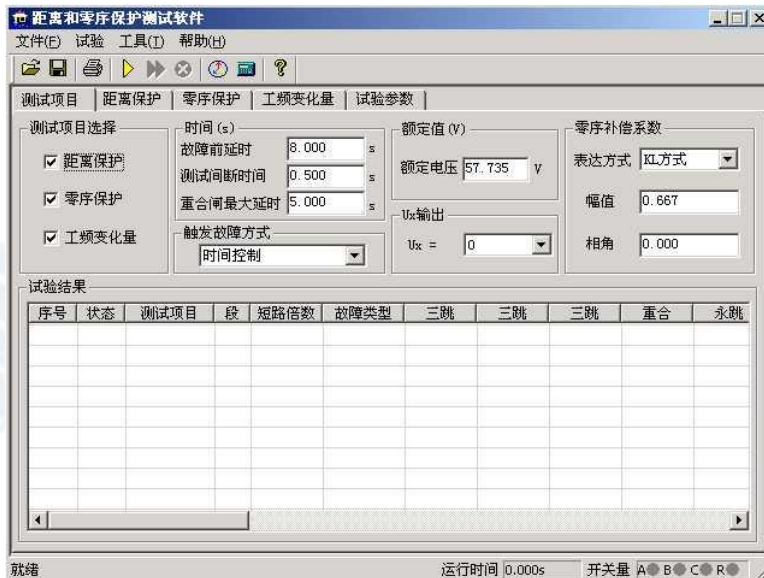 距离和零序保护测试软件
文件(F) 试验 工具(T) 帮助(H)
测试项目 距离保护 零序保护 工频变化量 试验参数
测试项目选择
距离保护
零序保护
工频变化量
时间(s)
故障前延时 8.000 s
测试间断时间 0.500 s
重合闸最大延时 5.000 s
触发故障方式
时间控制
额定值(V)
额定电压 57.735 V
Ux输出
Ux = 0
零序补偿系数
表达方式 KL方式
幅值 0.667
相角 0.000
试验结果
序号 状态 测试项目 段 短路倍数 故障类型 三跳 三跳 三跳 重合 永跳
就绪 运行时间 0.000s 开关量 A B C R